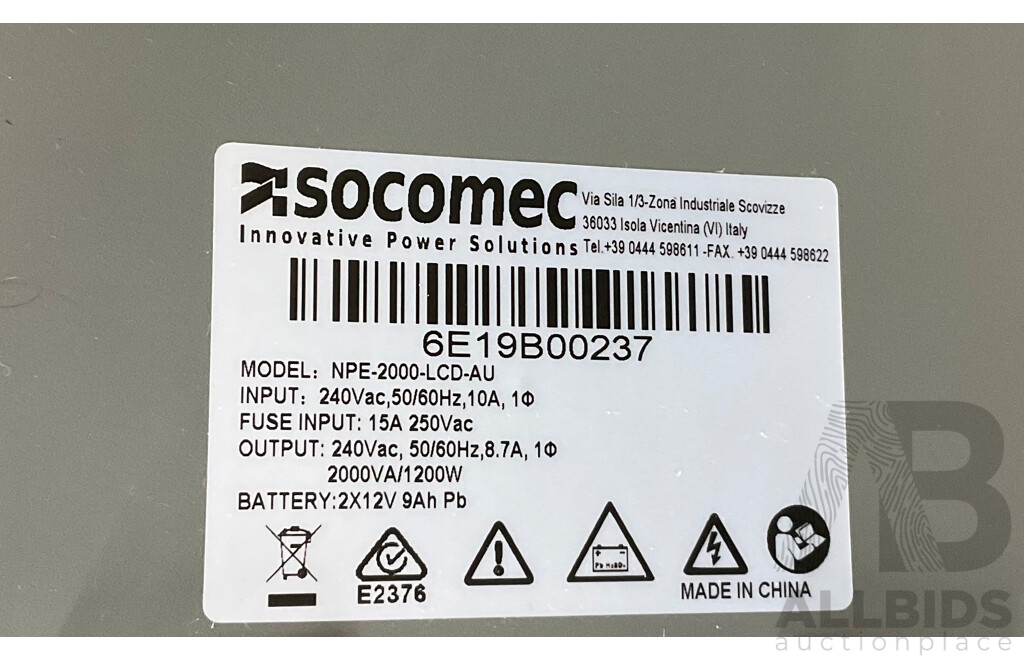 socomec
Innovative Power Solutions
Via Sila 1/3-Zona Industriale Scovizze
36033 Isola Vicentina (VI) Italy
Tel.+39 0444 598611 -FAX. +39 0444 598622
6E19B00237
MODEL: NPE-2000-LCD-AU
INPUT: 240Vac,50/60Hz,10A, 1Φ
FUSE INPUT: 15A 250Vac
OUTPUT: 240Vac, 50/60Hz,8.7A, 1Φ
2000VA/1200W
BATTERY:2X12V 9Ah Pb
E2376
MADE IN CHINA
AB
ALLBIDS
auctionplace